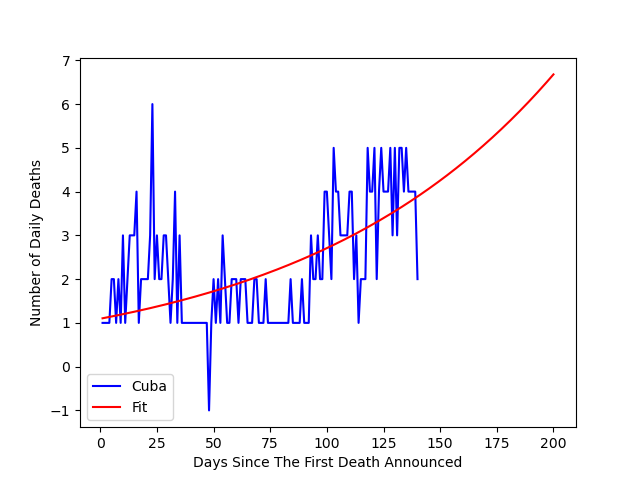 7
6
5
4
3
2
1
0
−1
Number of Daily Deaths
Cuba
Fit
0 25 50 75 100 125 150 175 200
Days Since The First Death Announced